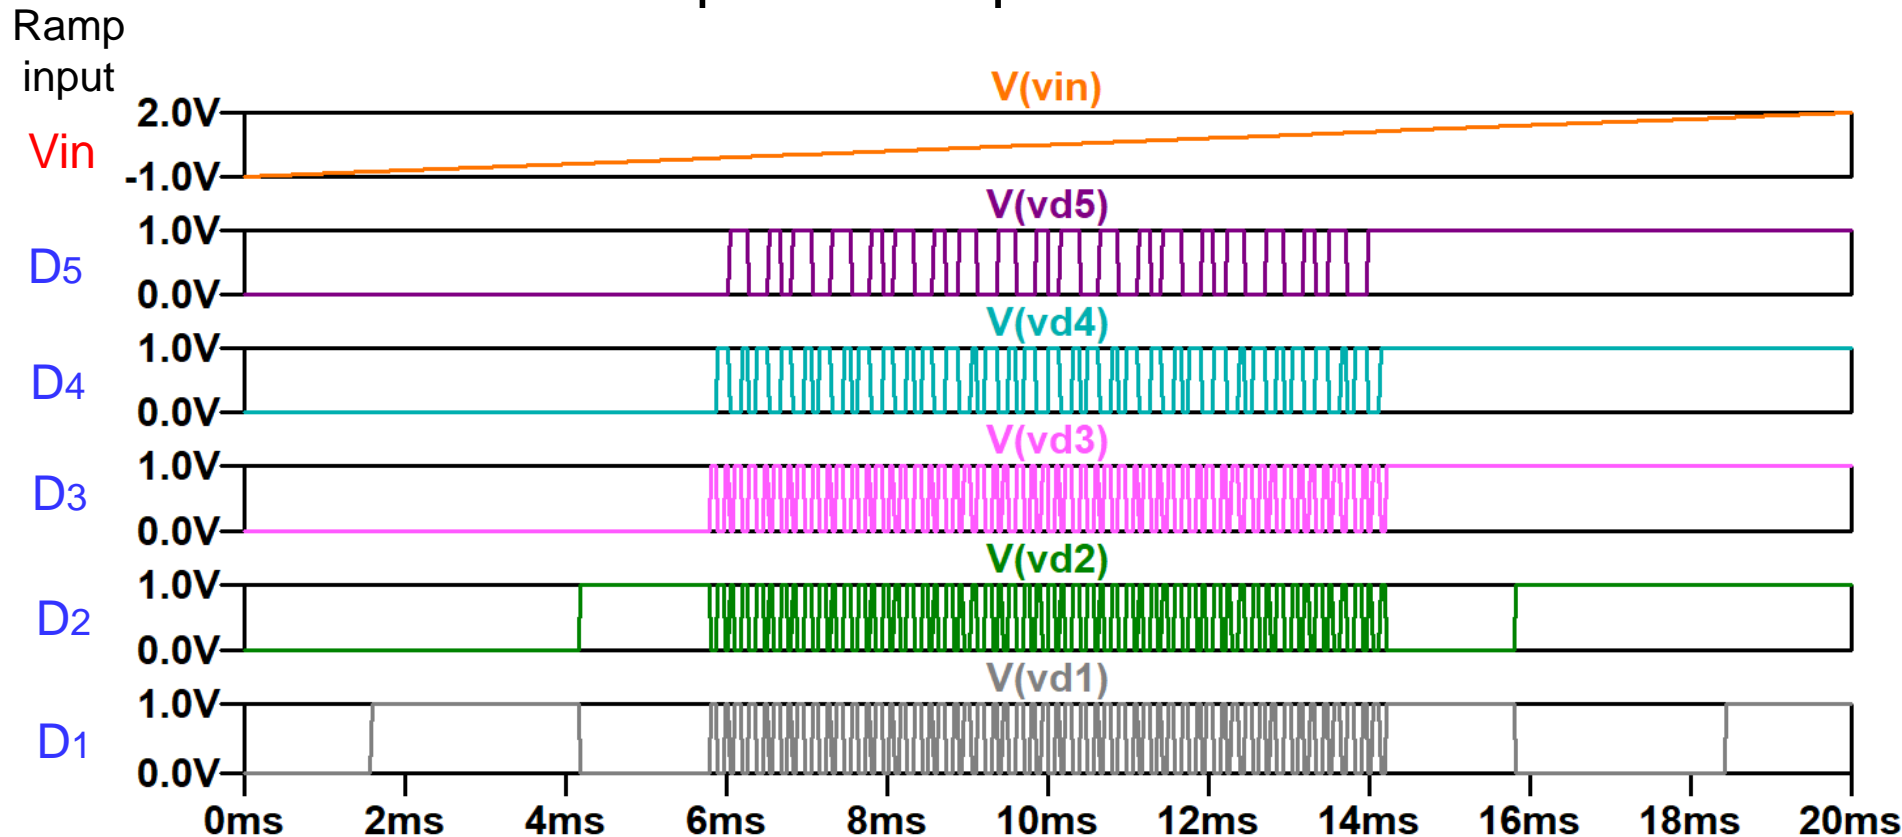 Ramp
input
V(vin)
2.0V
Vin
-1.0V
V(vd5)
1.0V
D5
0.0V
V(vd4)
1.0V
D4
0.0V
V(vd3)
1.0V
D3
0.0V
V(vd2)
1.0V
D2
0.0V
V(vd1)
1.0V
D1
0.0V
0ms 2ms 4ms 6ms 8ms 10ms 12ms 14ms 16ms 18ms 20ms